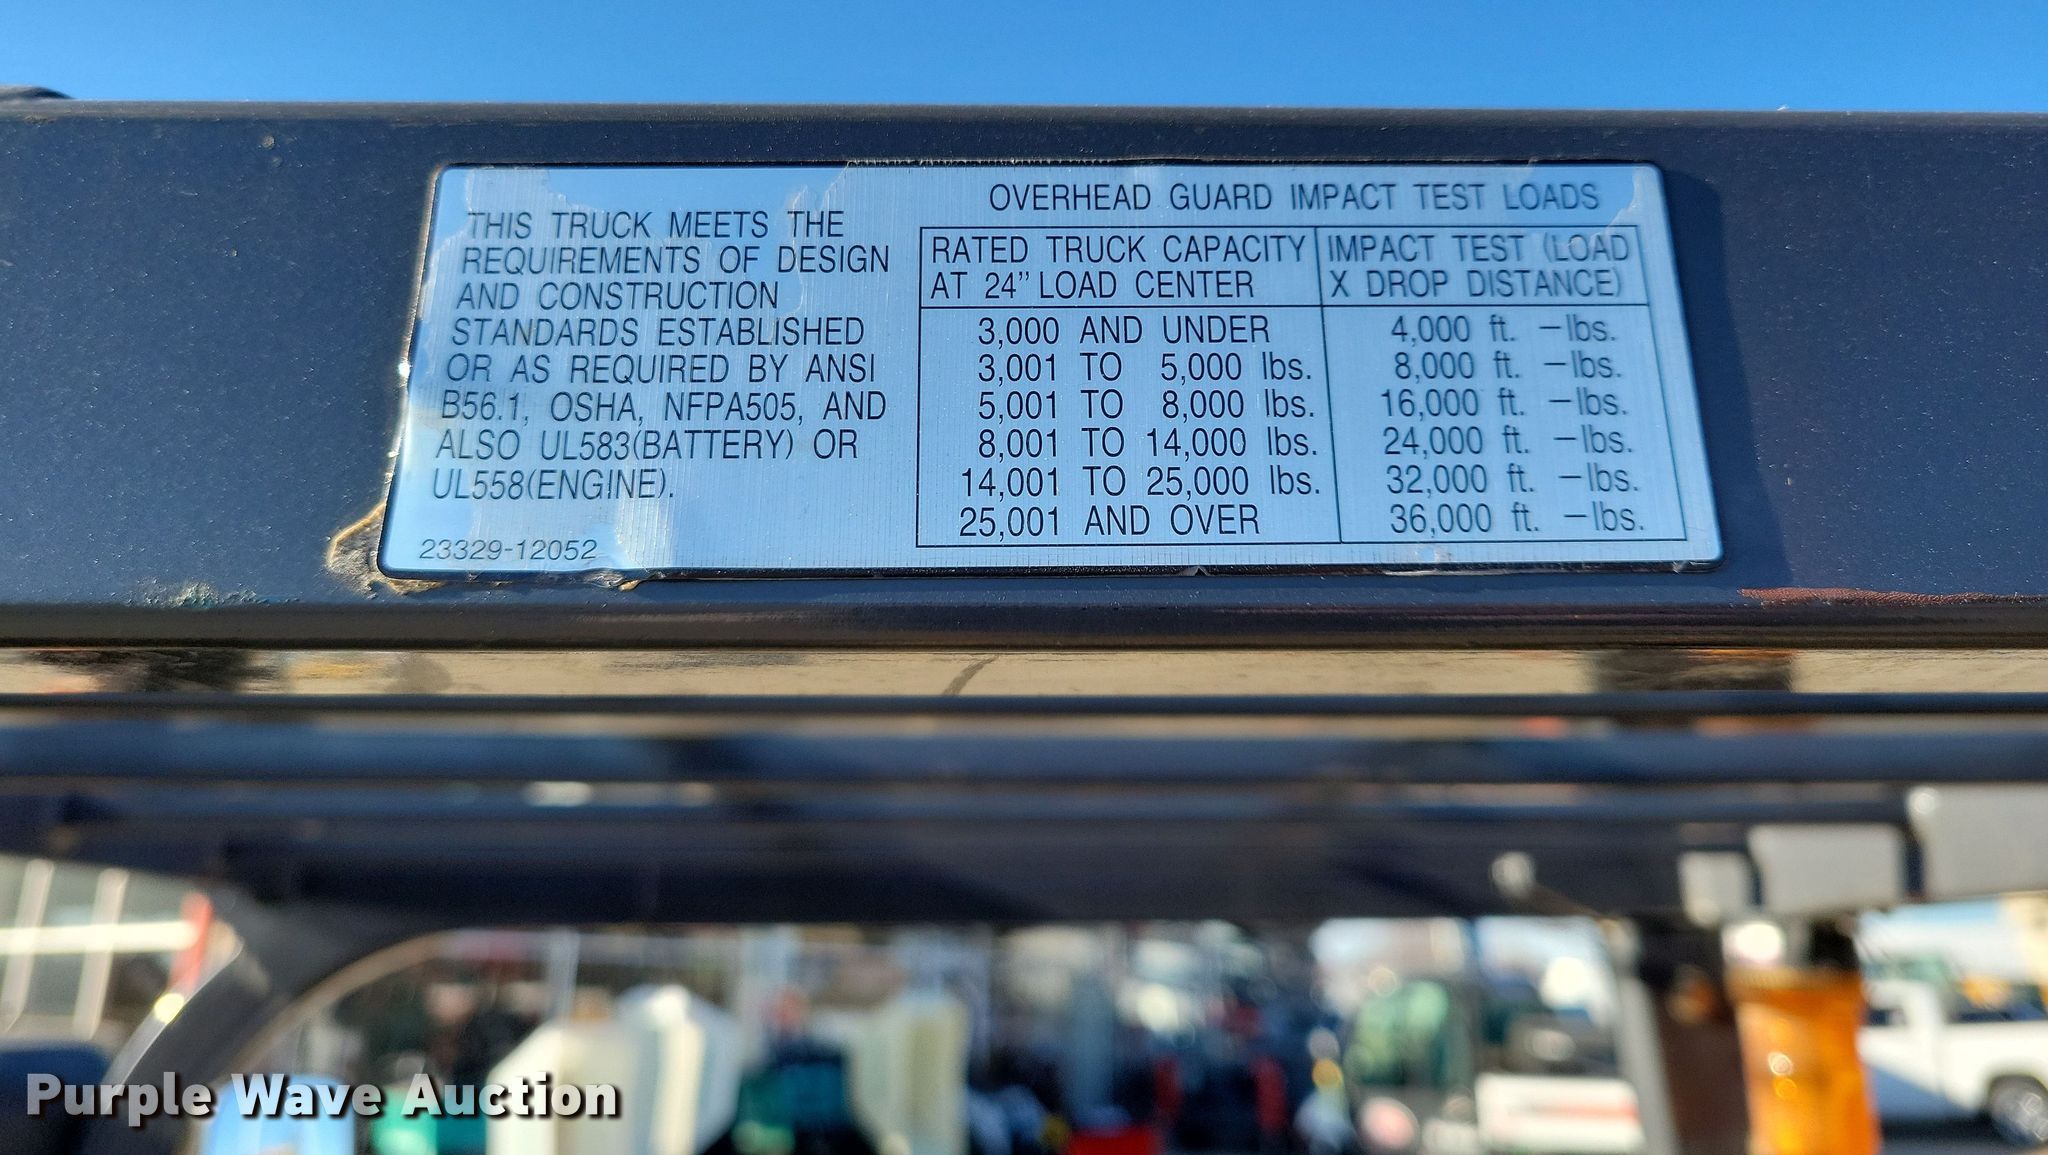 THIS TRUCK MEETS THE
REQUIREMENTS OF DESIGN
AND CONSTRUCTION
STANDARDS ESTABLISHED
OR AS REQUIRED BY ANSI
B56.1, OSHA, NFPA505, AND
ALSO UL583(BATTERY) OR
UL558(ENGINE).
23329-12052
OVERHEAD GUARD IMPACT TEST LOADS
RATED TRUCK CAPACITY
AT 24" LOAD CENTER
IMPACT TEST (LOAD
X DROP DISTANCE)
3,000 AND UNDER 4,000 ft. -lbs.
3,001 TO 5,000 lbs. 8,000 ft. -lbs.
5,001 TO 8,000 lbs. 16,000 ft. -lbs.
8,001 TO 14,000 lbs. 24,000 ft. -lbs.
14,001 TO 25,000 lbs. 32,000 ft. -lbs.
25,001 AND OVER 36,000 ft. -lbs.
Purple Wave Auction